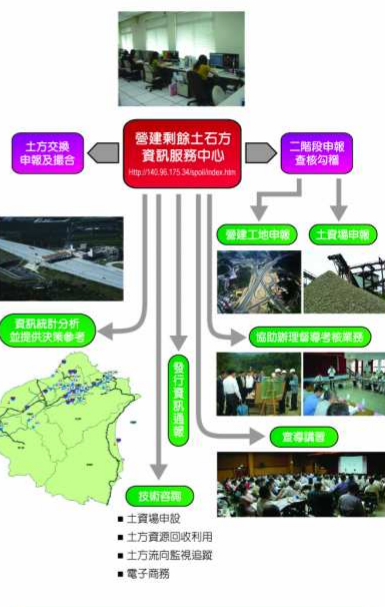 營建剩餘土石方
資訊服務中心
Http://140.96.175.34/spoil/index.htm
土方交換
申報及撮合
二階段申報
查核勾稽
營建工地申報
土資場申報
資訊統計分析
並提供決策參考
協助辦理督導考核業務
發行資訊通報
宣導講習
技術咨詢
■ 土資場申設
■ 土方資源回收利用
■ 土方流向監視追蹤
■ 電子商務